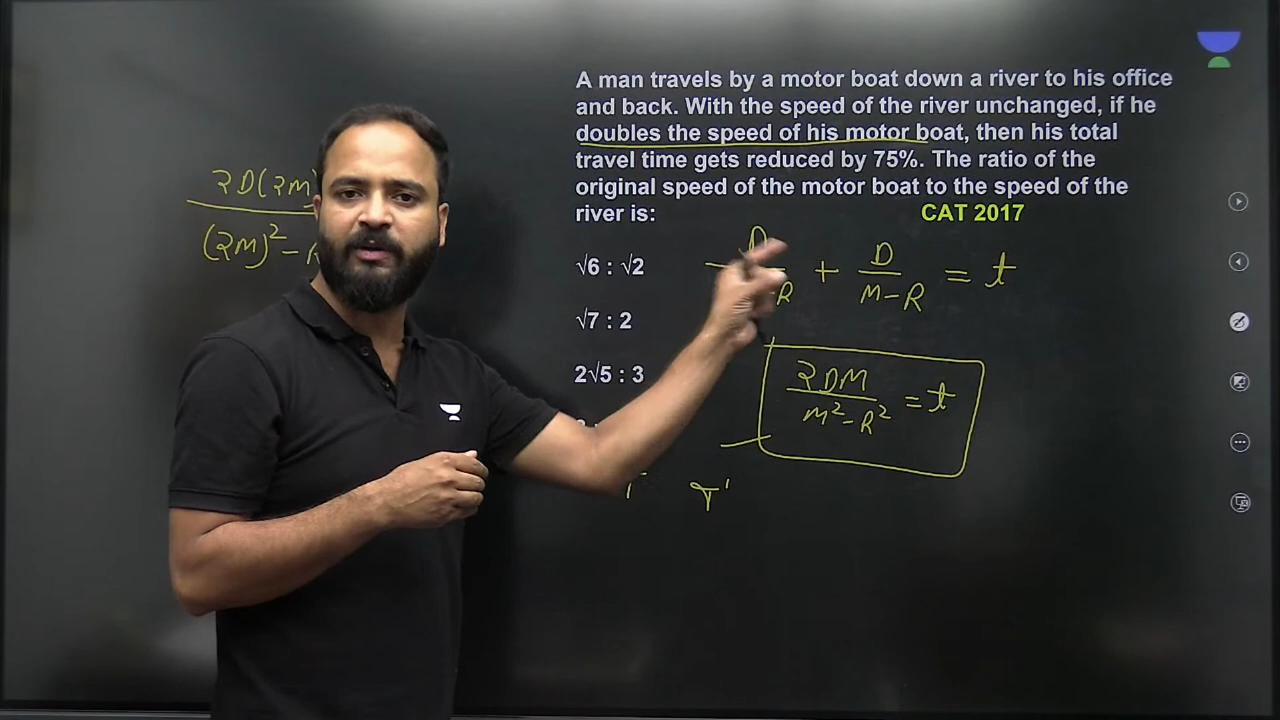 A man travels by a motor boat down a river to his office
and back. With the speed of the river unchanged, if he
doubles the speed of his motor boat, then his total
travel time gets reduced by 75%. The ratio of the
original speed of the motor boat to the speed of the
river is:
CAT 2017
√6 : √2
√7 : 2
2√5 : 3
2D(2M)
(2M)² -
D
-R
+ D
M-R
= t
2DM
M²-R²
= t
T'